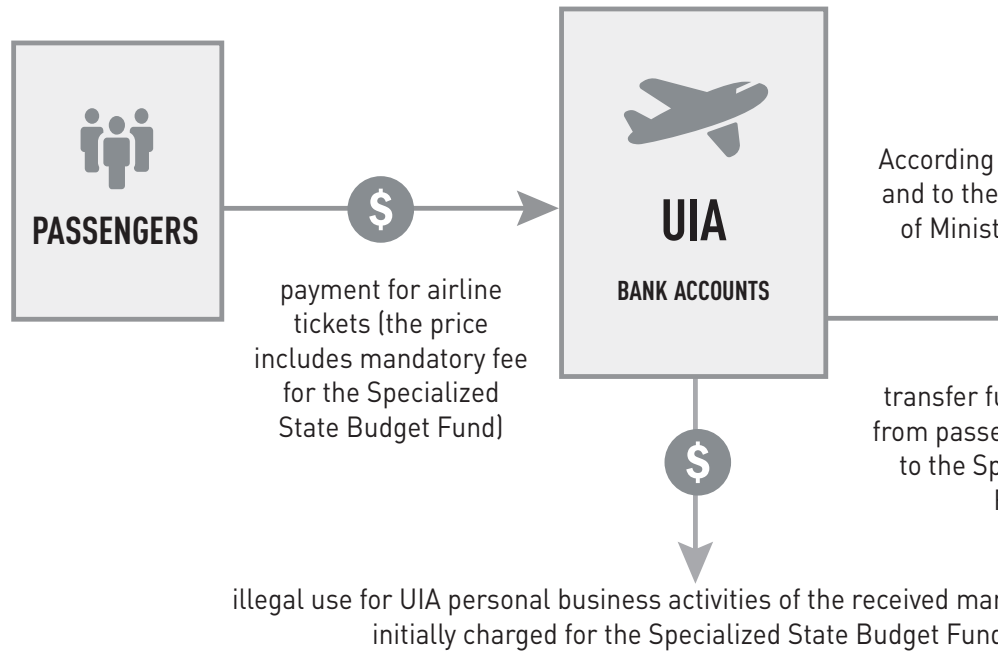 PASSENGERS
$
payment for airline
tickets (the price
includes mandatory fee
for the Specialized
State Budget Fund)
UIA
BANK ACCOUNTS
$
According
and to the
of Minist
transfer fu
from passe
to the Sp
illegal use for UIA personal business activities of the received mar
initially charged for the Specialized State Budget Fund